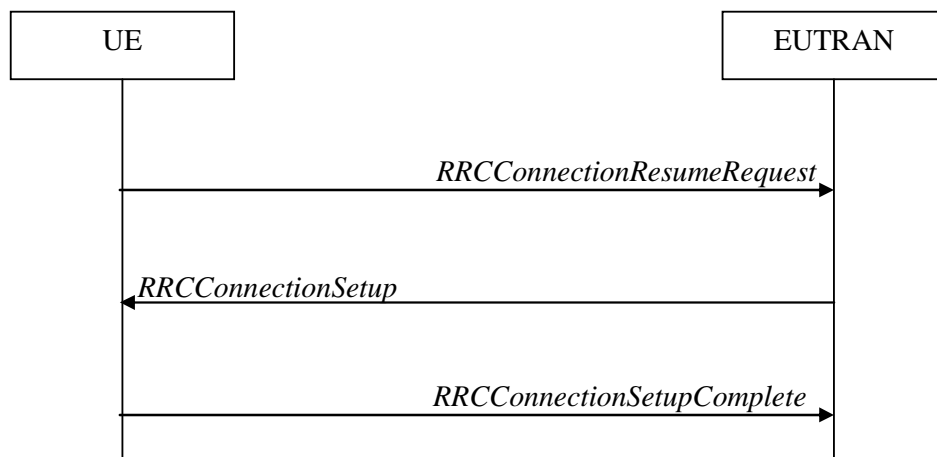 UE
EUTRAN
RRCConnectionResumeRequest
RRCConnectionSetup
RRCConnectionSetupComplete